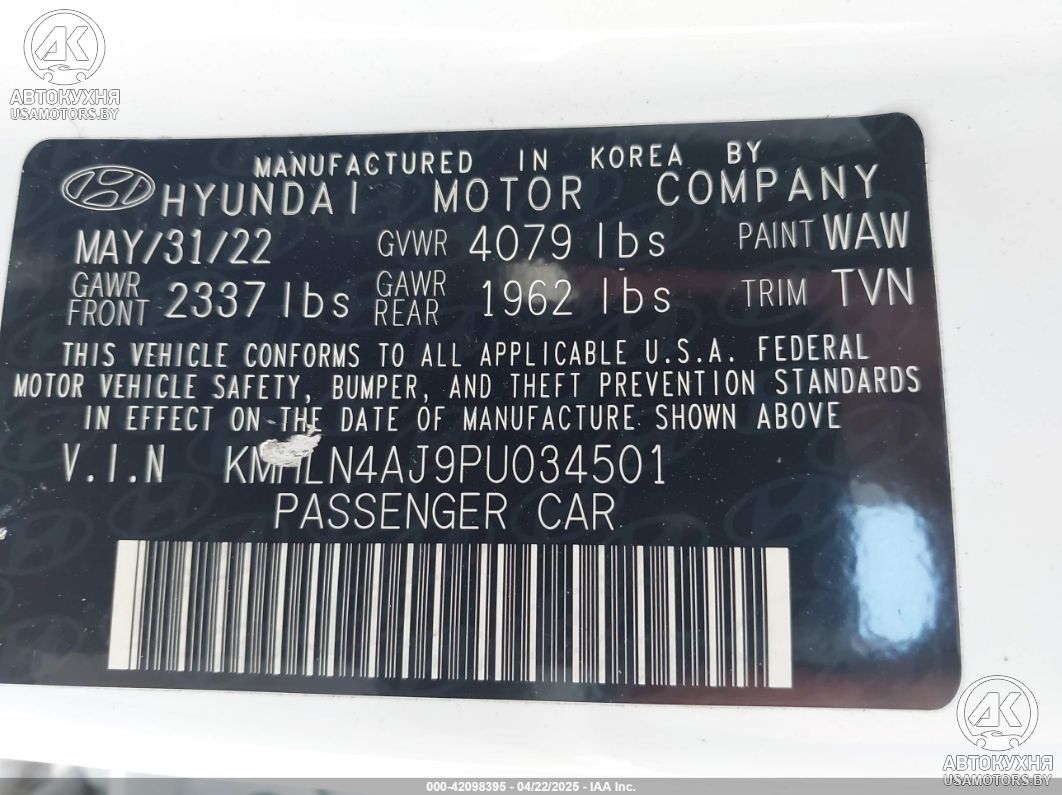 AK
АВТОКУХНЯ
USAMOTORS.BY
MANUFACTURED IN KOREA BY
HYUNDAI MOTOR COMPANY
MAY/31/22 GVWR 4079 lbs PAINT WAW
GAWR FRONT 2337 lbs GAWR REAR 1962 lbs TRIM TVN
THIS VEHICLE CONFORMS TO ALL APPLICABLE U.S.A. FEDERAL
MOTOR VEHICLE SAFETY, BUMPER, AND THEFT PREVENTION STANDARDS
IN EFFECT ON THE DATE OF MANUFACTURE SHOWN ABOVE
V.I.N KMHLN4AJ9PU034501
PASSENGER CAR
AK
АВТОКУХНЯ
USAMOTORS.BY
000-42098395 - 04/22/2025 - IAA Inc.